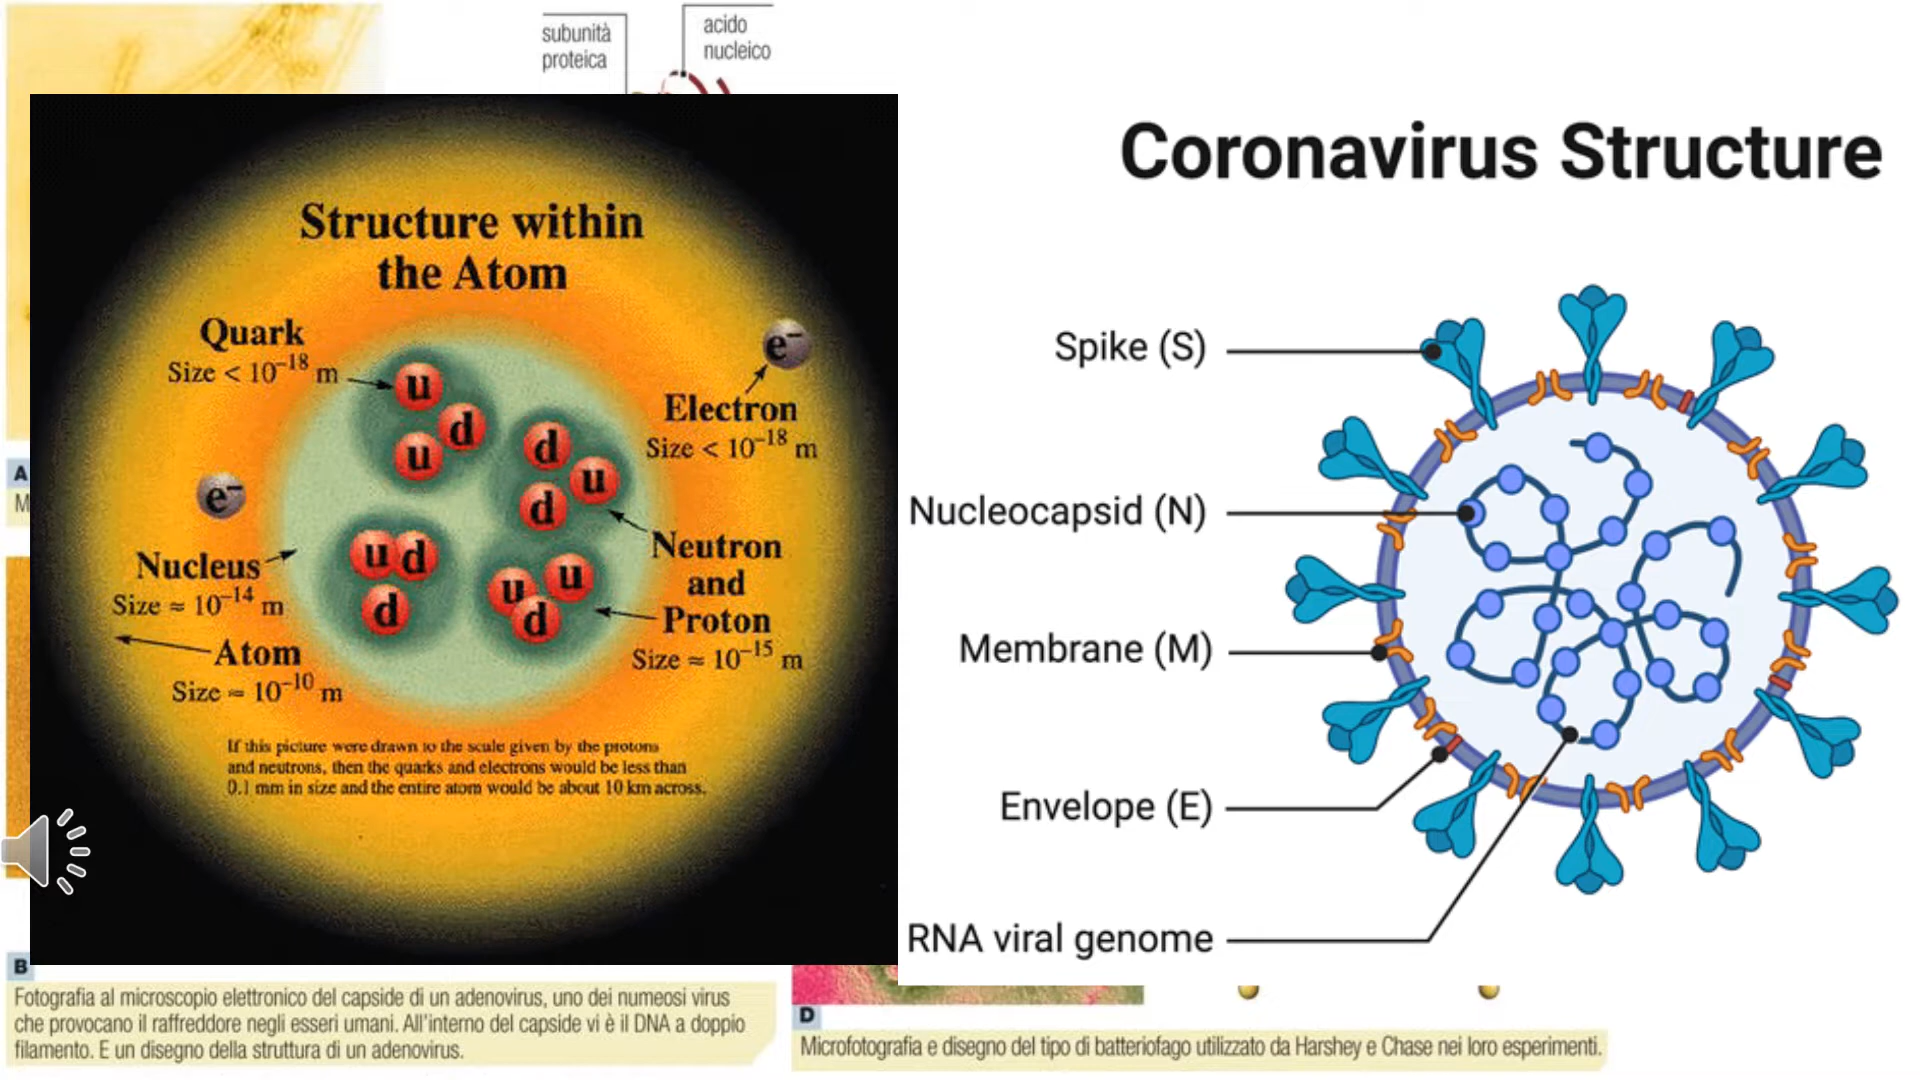 subunità
proteica
acido
nucleico
Structure within
the Atom
Quark
Size < 10⁻¹⁸ m
u
d
u
d
u
d
e⁻
Electron
Size < 10⁻¹⁸ m
e⁻
Nucleus
Size ≈ 10⁻¹⁴ m
Atom
Size ≈ 10⁻¹⁰ m
u d
d
u
u
d
Neutron
and
Proton
Size ≈ 10⁻¹⁵ m
If this picture were drawn to the scale given by the protons
and neutrons, then the quarks and electrons would be less than
0.1 mm in size and the entire atom would be about 10 km across.
Coronavirus Structure
Spike (S)
Nucleocapsid (N)
Membrane (M)
Envelope (E)
RNA viral genome
A
M
B
Fotografia al microscopio elettronico del capside di un adenovirus, uno dei numeosi virus
che provocano il raffreddore negli esseri umani. All'interno del capside vi è il DNA a doppio
filamento. E un disegno della struttura di un adenovirus.
D
Microfotografia e disegno del tipo di batteriofago utilizzato da Harshey e Chase nei loro esperimenti.